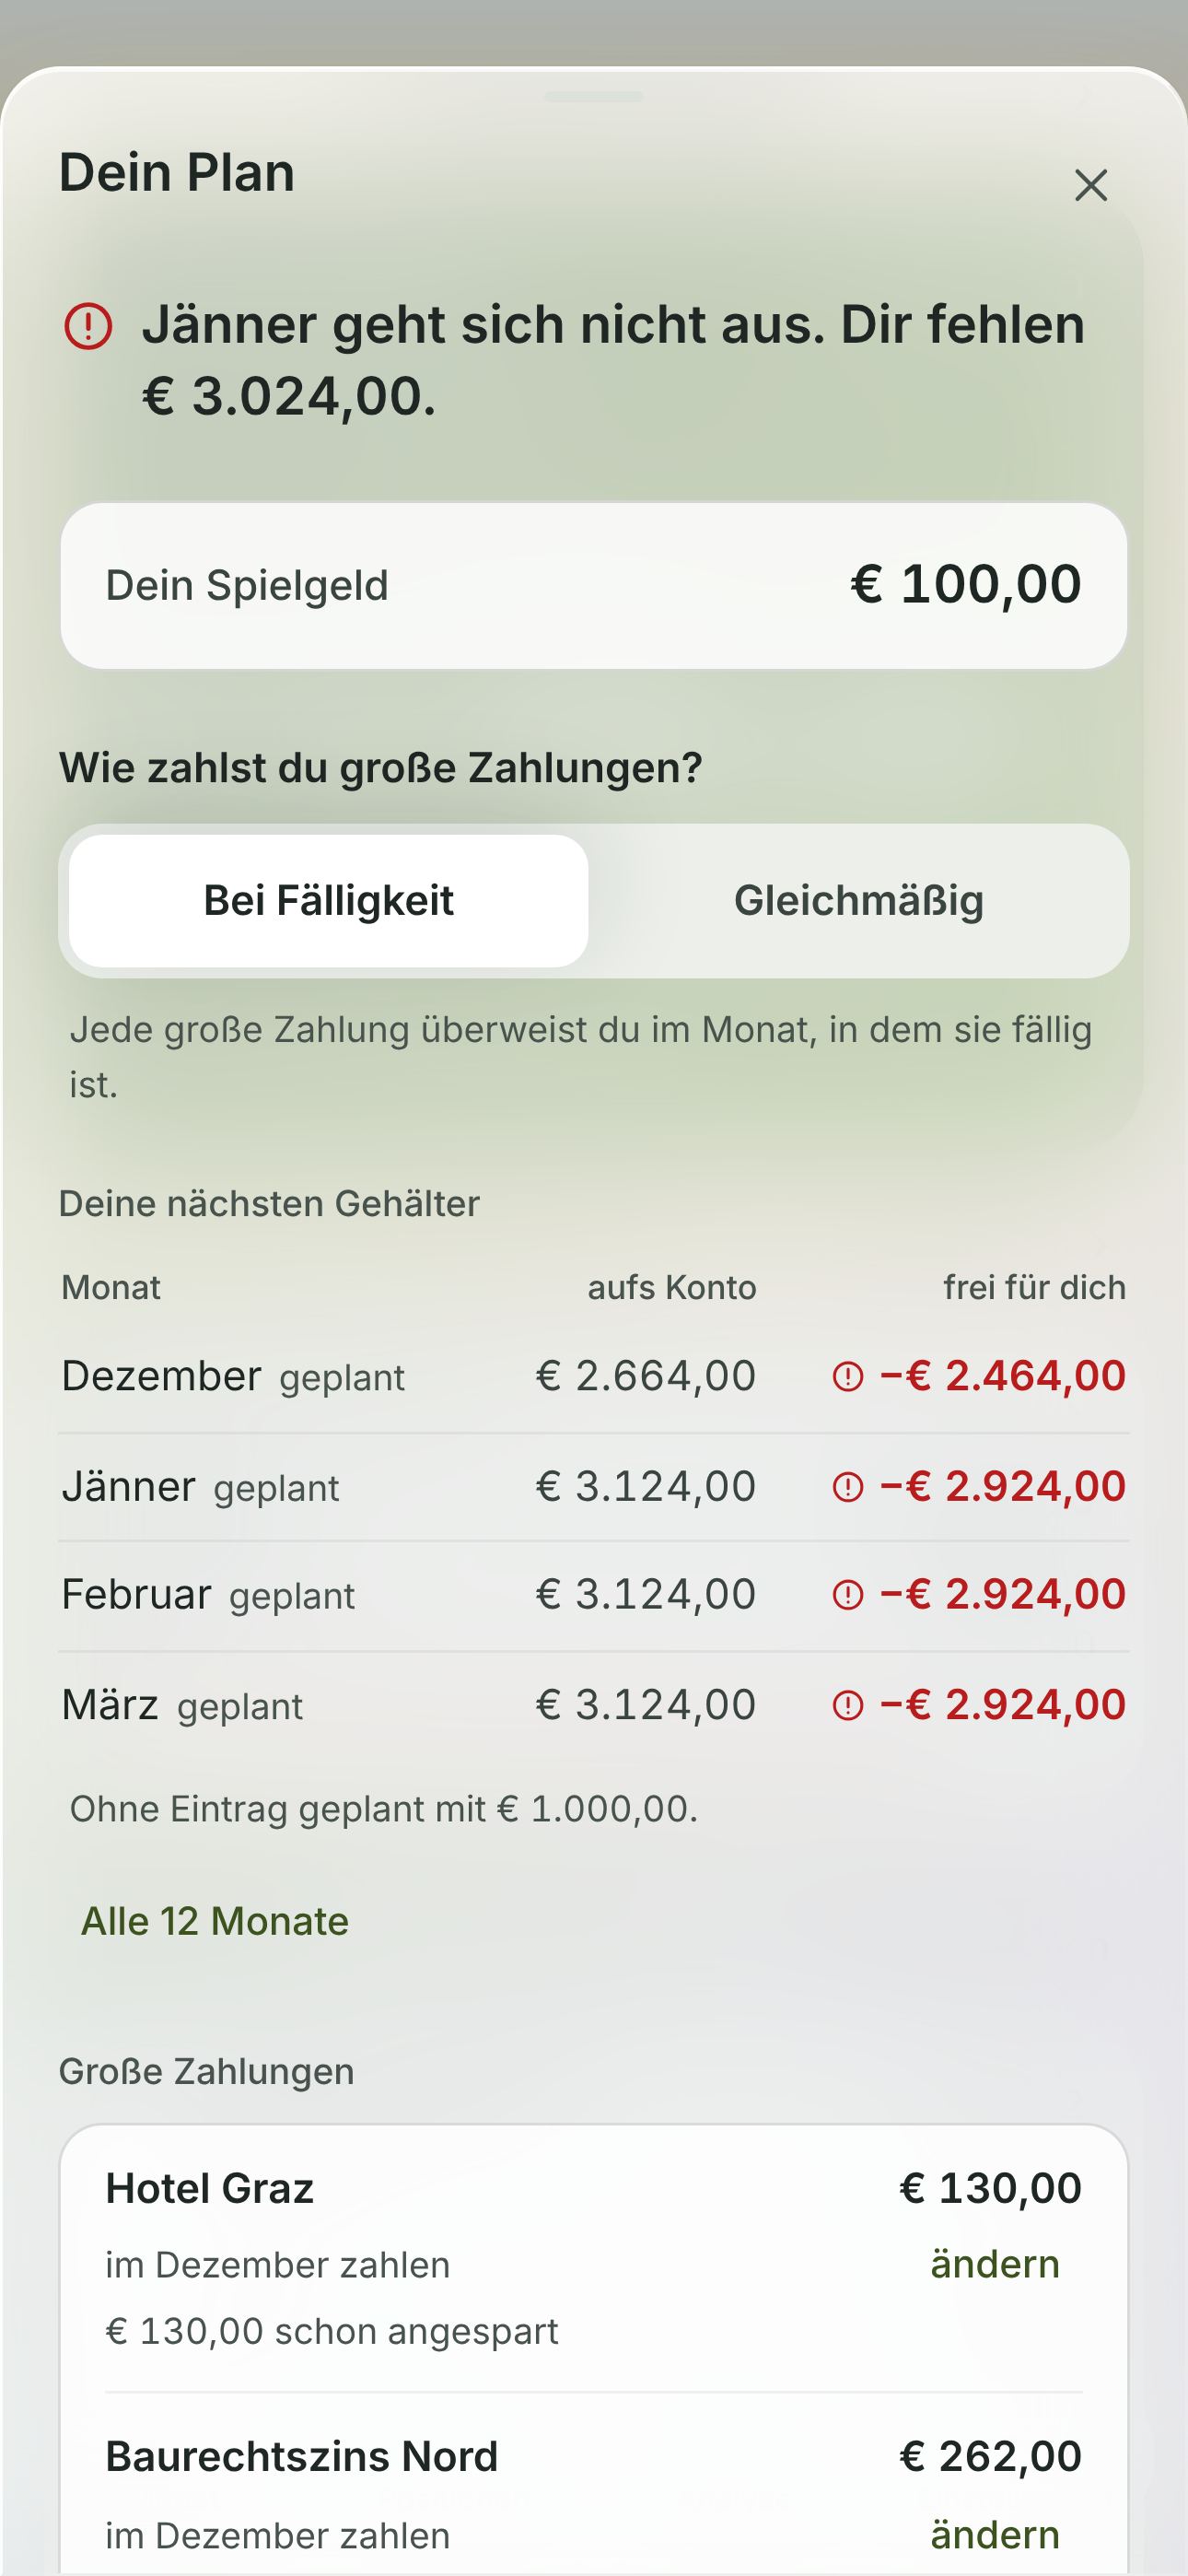 Dein Plan
Jänner geht sich nicht aus. Dir fehlen
€ 3.024,00.
Dein Spielgeld € 100,00
Wie zahlst du große Zahlungen?
Bei Fälligkeit Gleichmäßig
Jede große Zahlung überweist du im Monat, in dem sie fällig
ist.
Deine nächsten Gehälter
Monat aufs Konto frei für dich
Dezember geplant € 2.664,00 −€ 2.464,00
Jänner geplant € 3.124,00 −€ 2.924,00
Februar geplant € 3.124,00 −€ 2.924,00
März geplant € 3.124,00 −€ 2.924,00
Ohne Eintrag geplant mit € 1.000,00.
Alle 12 Monate
Große Zahlungen
Hotel Graz € 130,00
im Dezember zahlen ändern
€ 130,00 schon angespart
Baurechtszins Nord € 262,00
im Dezember zahlen ändern